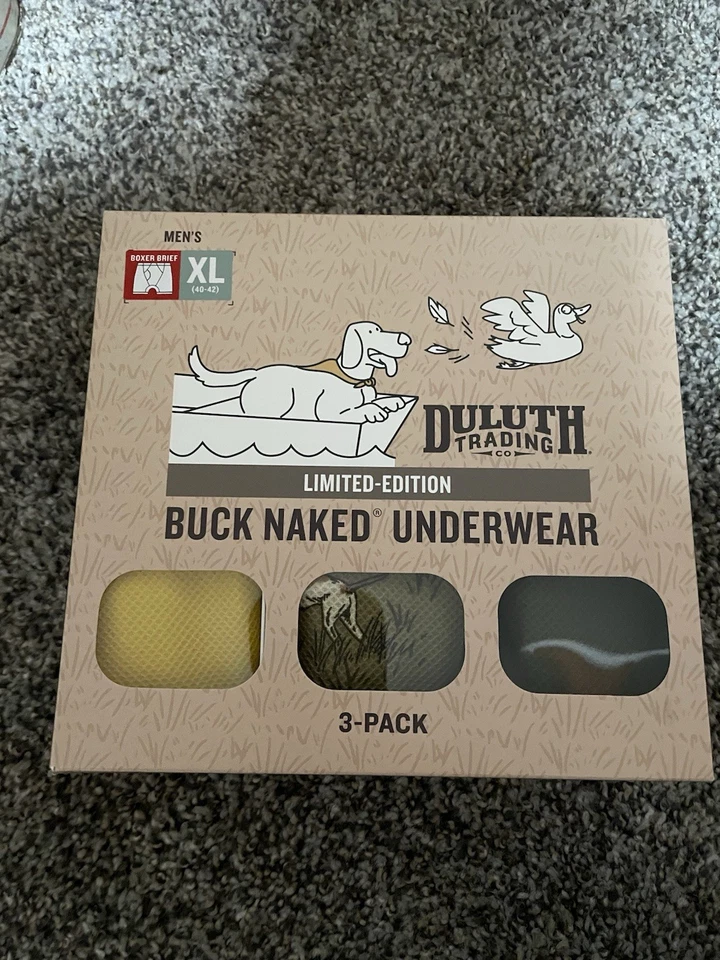 MEN'S
BOXER BRIEF
XL
(40-42)
DULUTH
TRADING
CO
LIMITED-EDITION
BUCK NAKED® UNDERWEAR
3-PACK